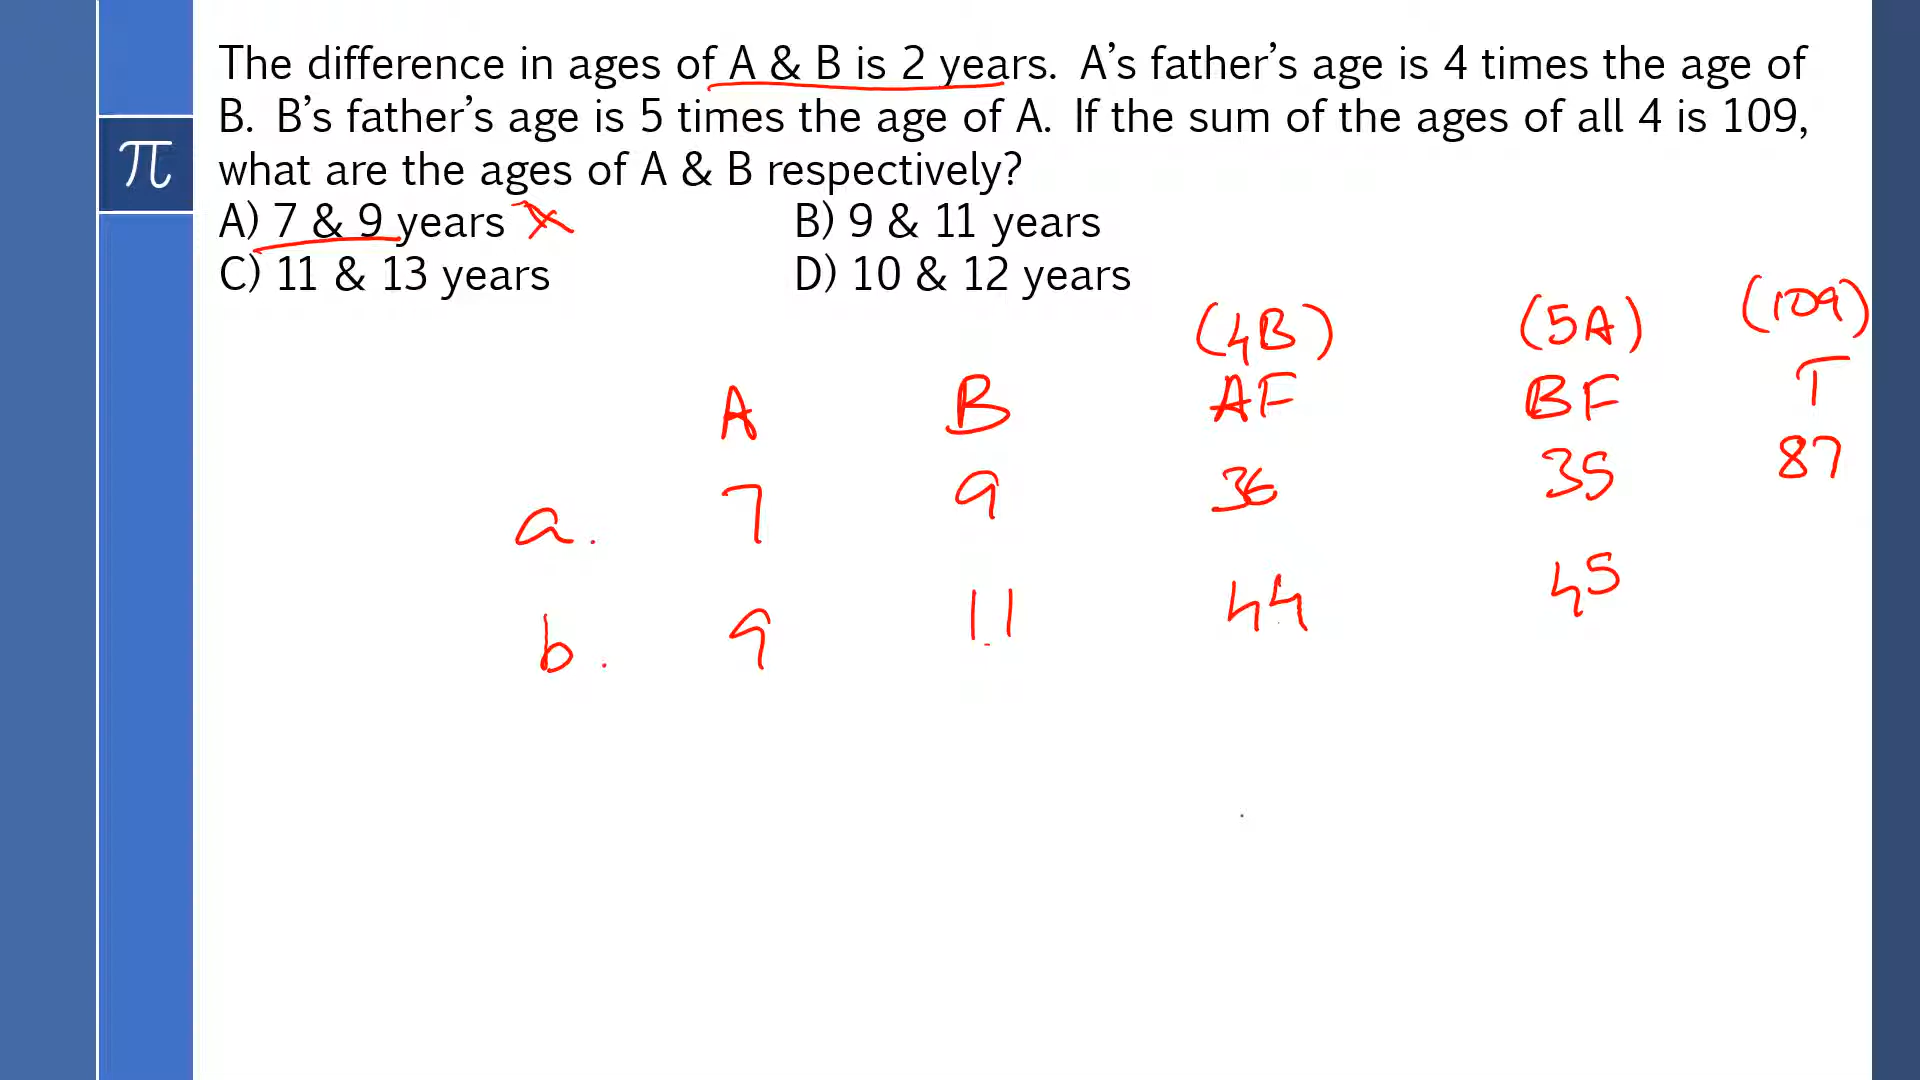 The difference in ages of A & B is 2 years. A’s father’s age is 4 times the age of
B. B’s father’s age is 5 times the age of A. If the sum of the ages of all 4 is 109,
π
what are the ages of A & B respectively?
A) 7 & 9 years B) 9 & 11 years
C) 11 & 13 years D) 10 & 12 years
(4B) (5A) (109)
A B AF BF T
a. 7 9 36 35 87
b. 9 11 44 45